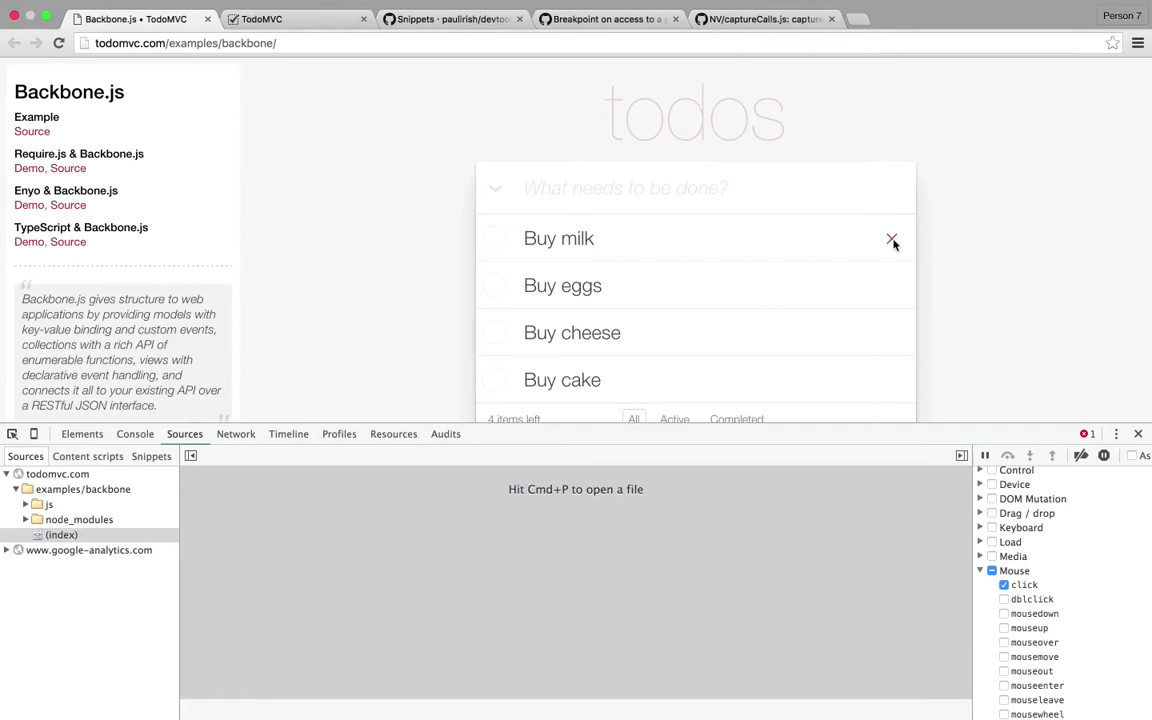 Backbone.js • TodoMVC
TodoMVC
Snippets · paulirish/devtool
Breakpoint on access to a p
NV/captureCalls.js: capture
Person 7
todomvc.com/examples/backbone/
Backbone.js
Example
Source
Require.js & Backbone.js
Demo, Source
Enyo & Backbone.js
Demo, Source
TypeScript & Backbone.js
Demo, Source
“
Backbone.js gives structure to web
applications by providing models with
key-value binding and custom events,
collections with a rich API of
enumerable functions, views with
declarative event handling, and
connects it all to your existing API over
a RESTful JSON interface.
”
todos
What needs to be done?
Buy milk
Buy eggs
Buy cheese
Buy cake
4 items left All Active Completed
Elements Console Sources Network Timeline Profiles Resources Audits 1
Sources Content scripts Snippets As
todomvc.com
examples/backbone
js
node_modules
(index)
www.google-analytics.com
Hit Cmd+P to open a file
Control
Device
DOM Mutation
Drag / drop
Keyboard
Load
Media
Mouse
click
dblclick
mousedown
mouseup
mouseover
mousemove
mouseout
mouseenter
mouseleave
mousewheel